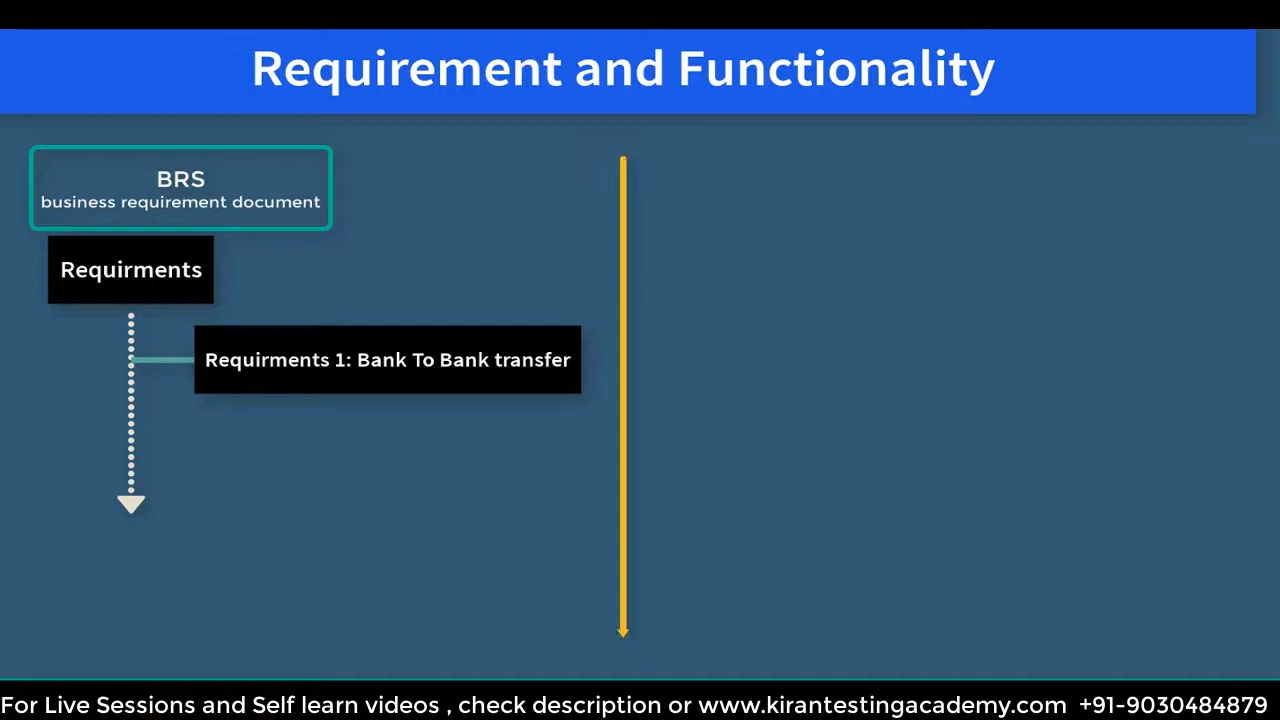 Requirement and Functionality
BRS
business requirement document
Requirments
Requirments 1: Bank To Bank transfer
For Live Sessions and Self learn videos , check description or www.kirantestingacademy.com +91-9030484879